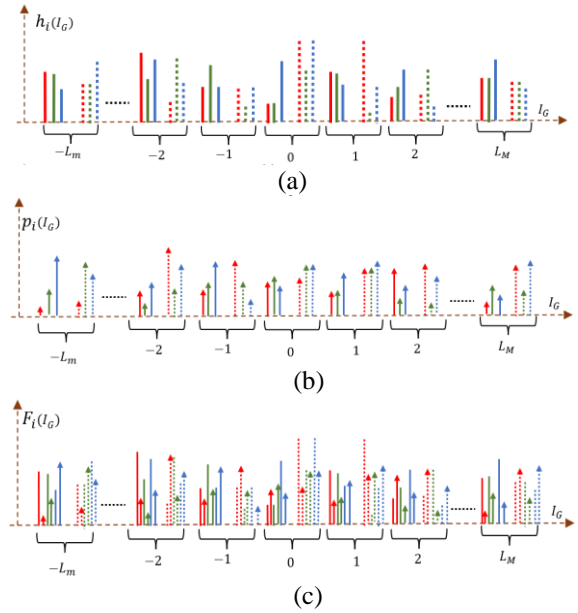 h_i(I_G)
I_G
−L_m ...... −2 −1 0 1 2 ...... L_M
(a)
p_i(I_G)
I_G
−L_m ...... −2 −1 0 1 2 ...... L_M
(b)
F_i(I_G)
I_G
−L_m ...... −2 −1 0 1 2 ...... L_M
(c)